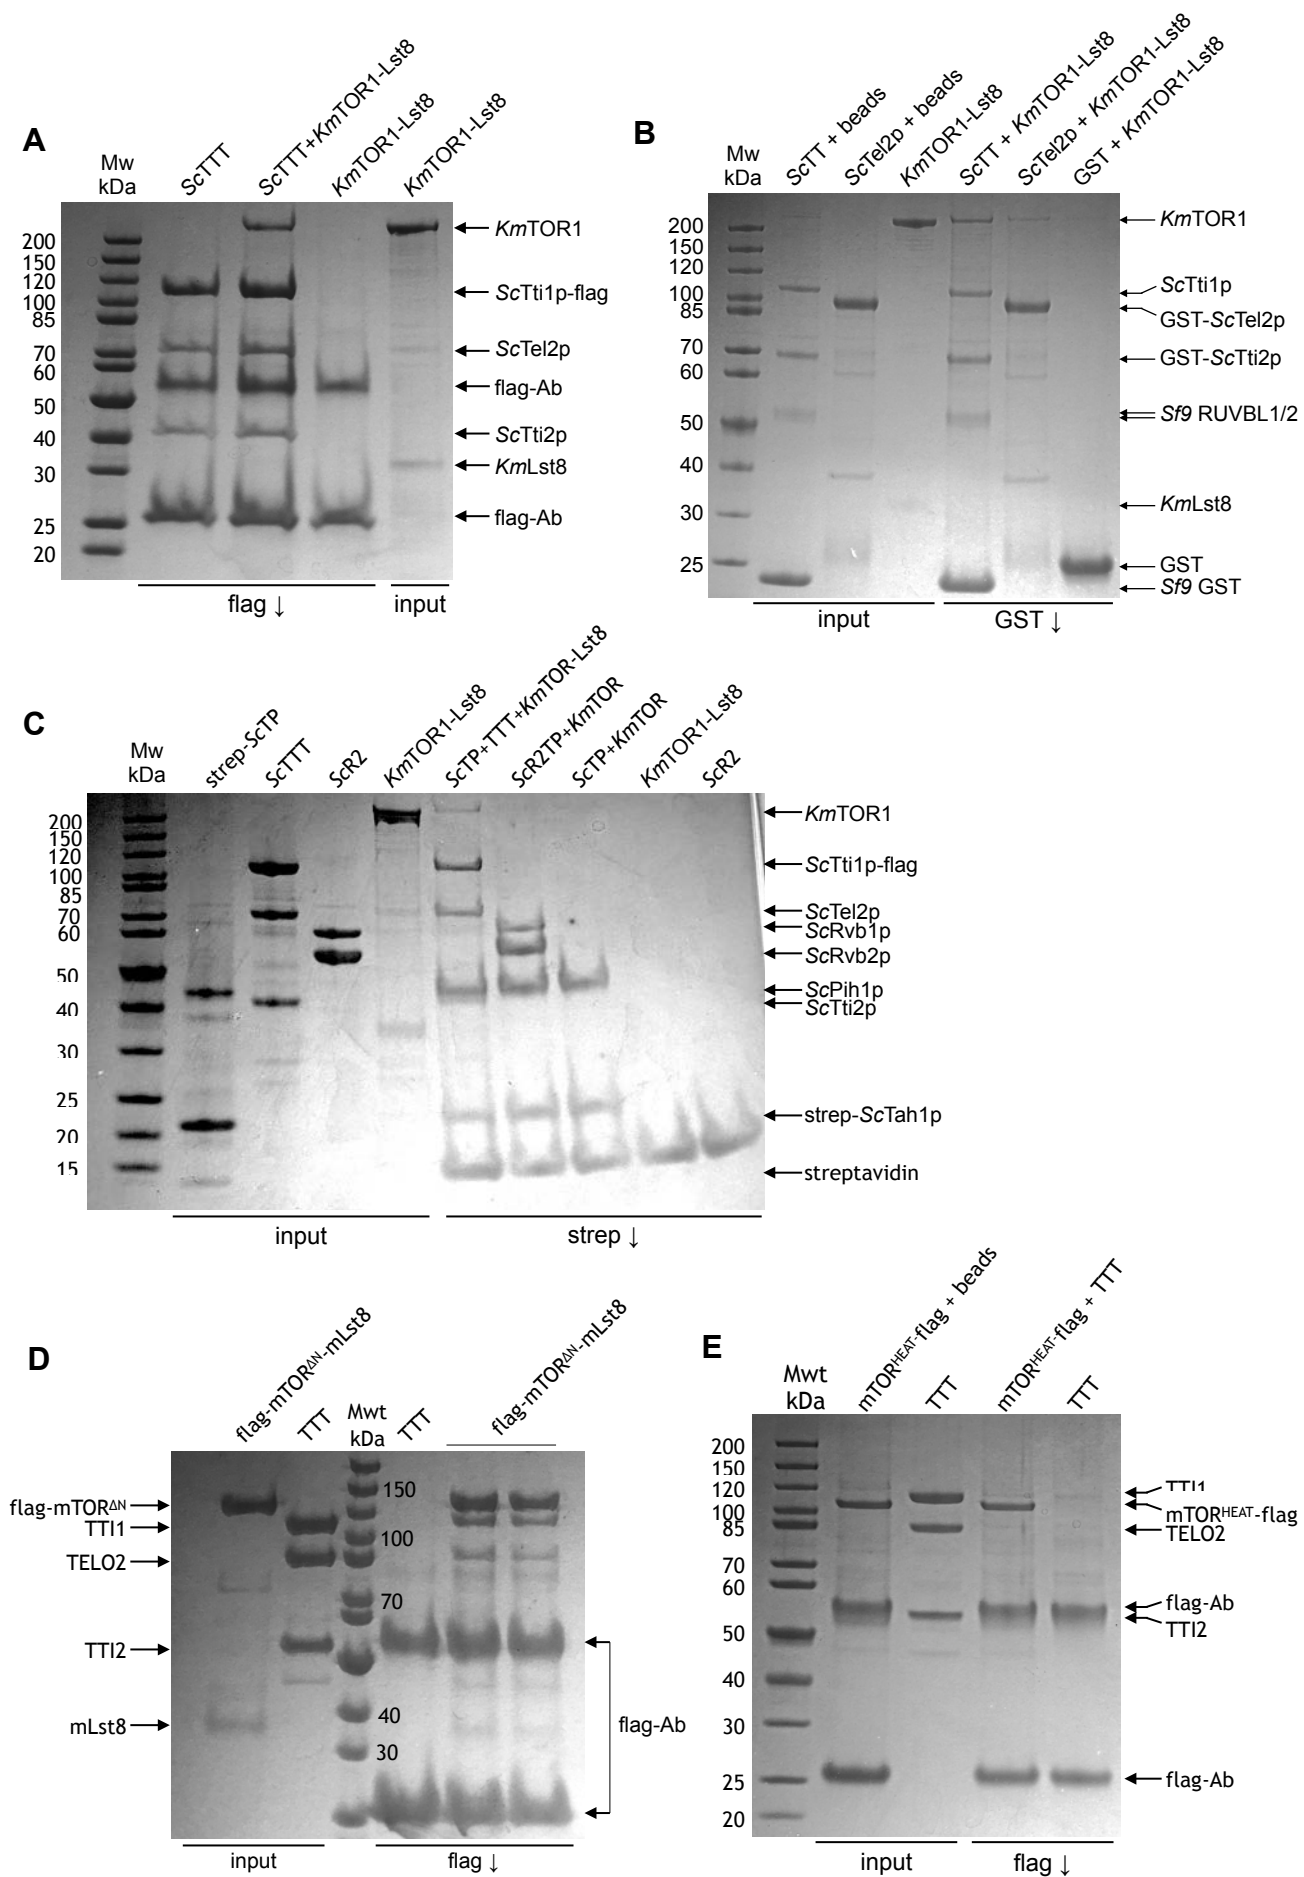 A
Mw
kDa
ScTTT
ScTTT+KmTOR1-Lst8
KmTOR1-Lst8
KmTOR1-Lst8
200
150
120
100
85
70
60
50
40
30
25
20
KmTOR1
ScTti1p-flag
ScTel2p
flag-Ab
ScTti2p
KmLst8
flag-Ab
flag ↓
input
B
Mw
kDa
ScTT + beads
ScTel2p + beads
KmTOR1-Lst8
ScTT + KmTOR1-Lst8
ScTel2p + KmTOR1-Lst8
GST + KmTOR1-Lst8
200
150
120
100
85
70
60
50
40
30
25
KmTOR1
ScTti1p
GST-ScTel2p
GST-ScTti2p
Sf9 RUVBL1/2
KmLst8
GST
Sf9 GST
input
GST ↓
C
Mw
kDa
strep-ScTP
ScTTT
ScR2
KmTOR1-Lst8
ScTP+TTT+KmTOR-Lst8
ScR2TP+KmTOR
ScTP+KmTOR
KmTOR1-Lst8
ScR2
200
150
120
100
85
70
60
50
40
30
25
20
15
KmTOR1
ScTti1p-flag
ScTel2p
ScRvb1p
ScRvb2p
ScPih1p
ScTti2p
strep-ScTah1p
streptavidin
input
strep ↓
D
flag-mTORΔN-mLst8
TTT
Mwt
kDa
TTT
flag-mTORΔN-mLst8
flag-mTORΔN
TTI1
TELO2
TTI2
mLst8
150
100
70
40
30
flag-Ab
input
flag ↓
E
Mwt
kDa
mTORHEAT-flag + beads
TTT
mTORHEAT-flag + TTT
TTT
200
150
120
100
85
70
60
50
40
30
25
20
TTI1
mTORHEAT-flag
TELO2
flag-Ab
TTI2
flag-Ab
input
flag ↓